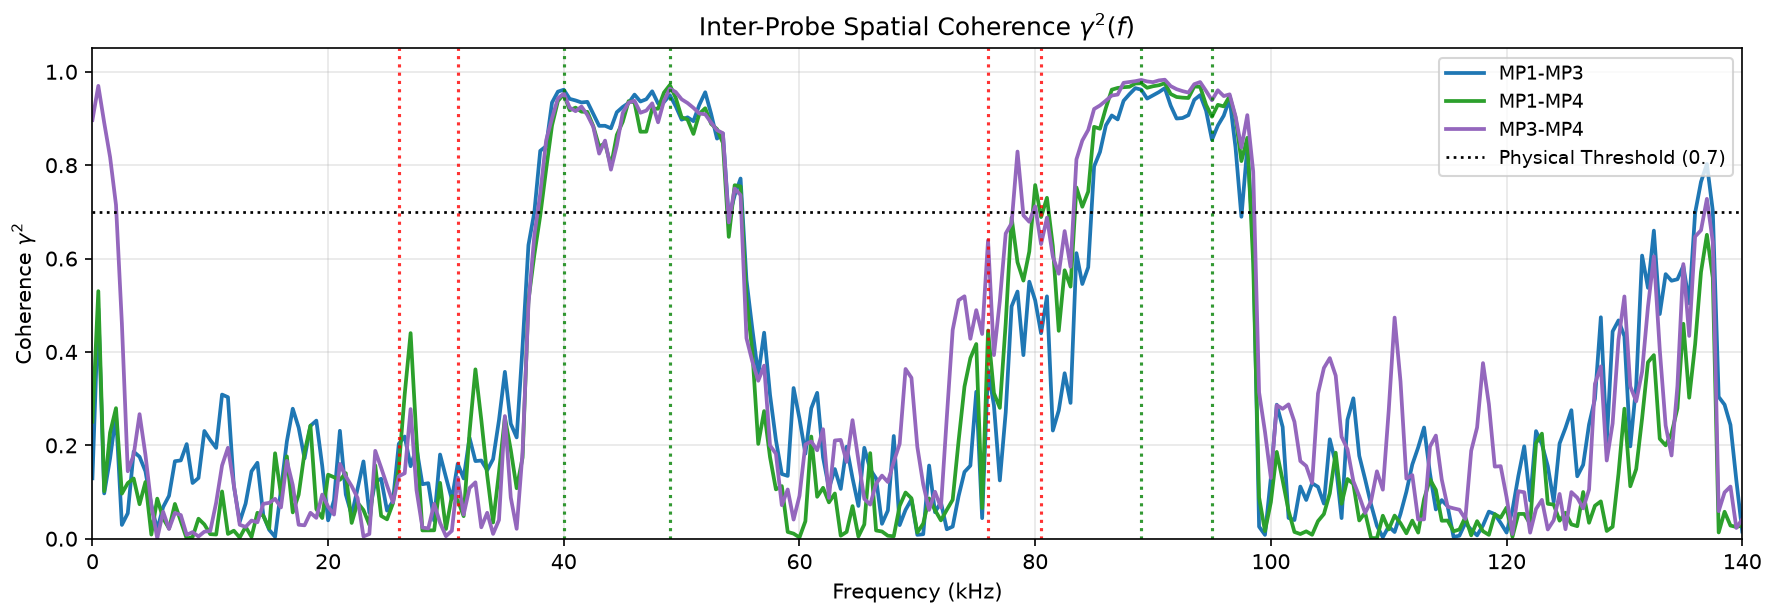 Inter-Probe Spatial Coherence γ²(f)
Coherence γ²
1.0
0.8
0.6
0.4
0.2
0.0
MP1-MP3
MP1-MP4
MP3-MP4
Physical Threshold (0.7)
0 20 40 60 80 100 120 140
Frequency (kHz)